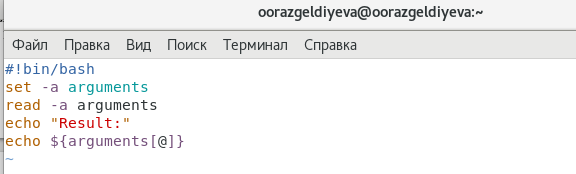 oorazgeldiyeva@oorazgeldiyeva:~
Файл Правка Вид Поиск Терминал Справка
#!bin/bash
set -a arguments
read -a arguments
echo "Result:"
echo ${arguments[@]}
~